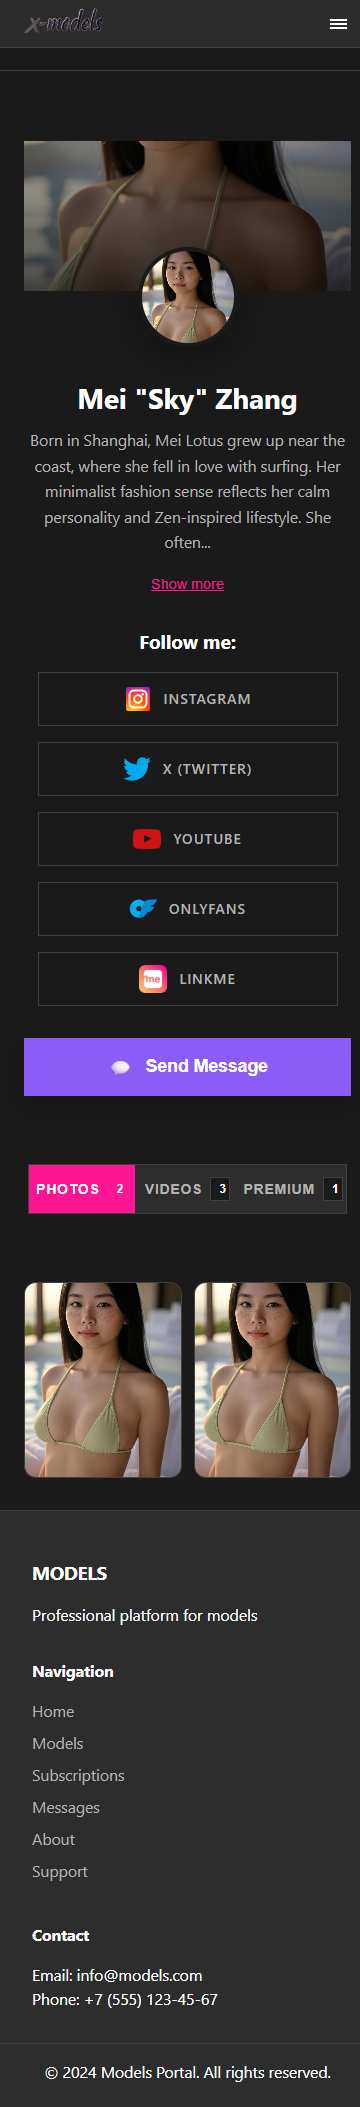 x-models
Mei "Sky" Zhang
Born in Shanghai, Mei Lotus grew up near the
coast, where she fell in love with surfing. Her
minimalist fashion sense reflects her calm
personality and Zen-inspired lifestyle. She
often...
Show more
Follow me:
INSTAGRAM
X (TWITTER)
YOUTUBE
ONLYFANS
me LINKME
Send Message
PHOTOS 2 VIDEOS 3 PREMIUM 1
MODELS
Professional platform for models
Navigation
Home
Models
Subscriptions
Messages
About
Support
Contact
Email: info@models.com
Phone: +7 (555) 123-45-67
© 2024 Models Portal. All rights reserved.